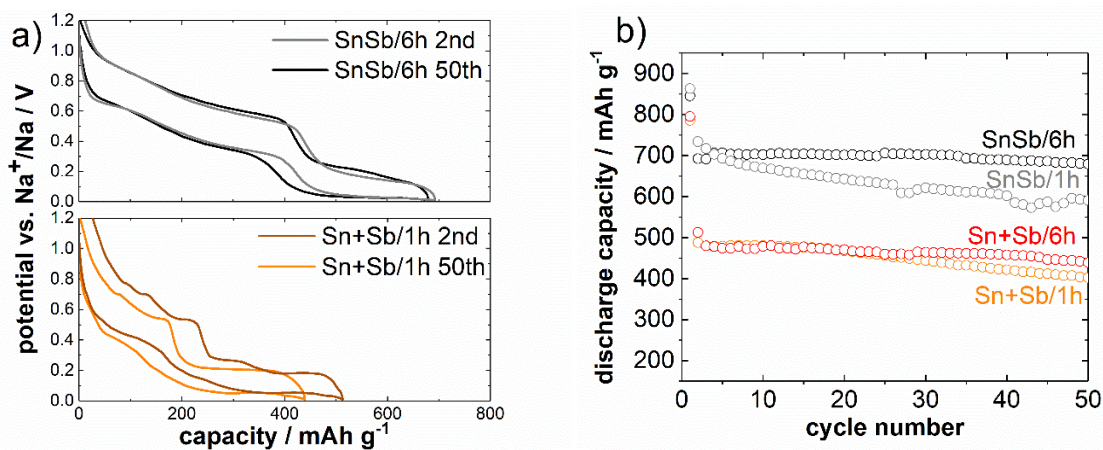 a)
1.2
1.0
0.8
0.6
0.4
0.2
0.0
SnSb/6h 2nd
SnSb/6h 50th
1.2
1.0
0.8
0.6
0.4
0.2
0.0
Sn+Sb/1h 2nd
Sn+Sb/1h 50th
0 200 400 600 800
capacity / mAh g⁻¹
potential vs. Na⁺/Na / V
b)
900
800
700
600
500
400
300
200
SnSb/6h
SnSb/1h
Sn+Sb/6h
Sn+Sb/1h
0 10 20 30 40 50
cycle number
discharge capacity / mAh g⁻¹